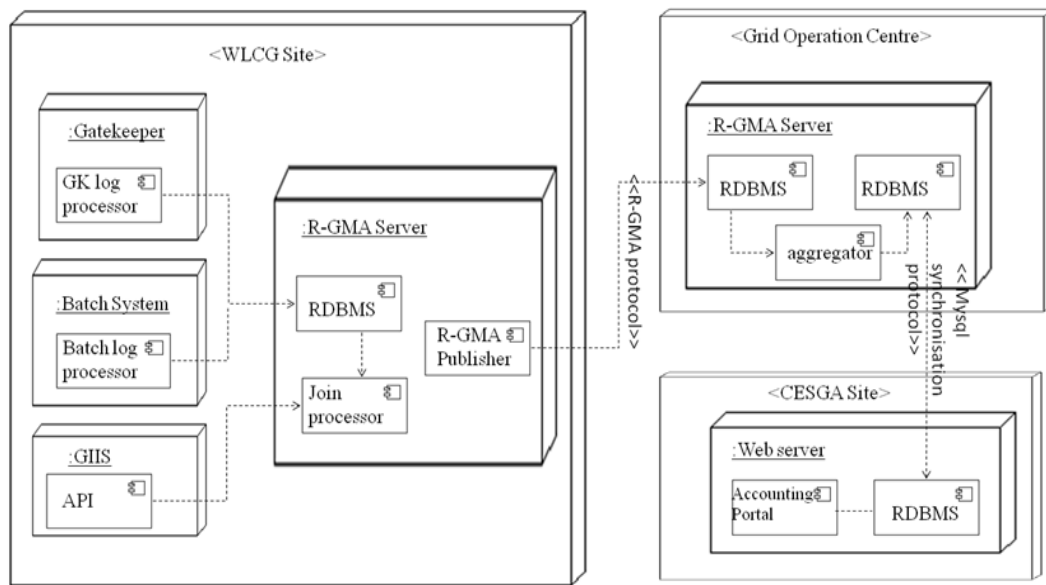 <WLCG Site>
:Gatekeeper
GK log
processor
:Batch System
Batch log
processor
:GIIS
API
:R-GMA Server
RDBMS
R-GMA
Publisher
Join
processor
<<R-GMA protocol>>
<Grid Operation Centre>
:R-GMA Server
RDBMS
RDBMS
aggregator
<< Mysql
synchronisation
protocol>>
<CESGA Site>
:Web server
Accounting
Portal
RDBMS